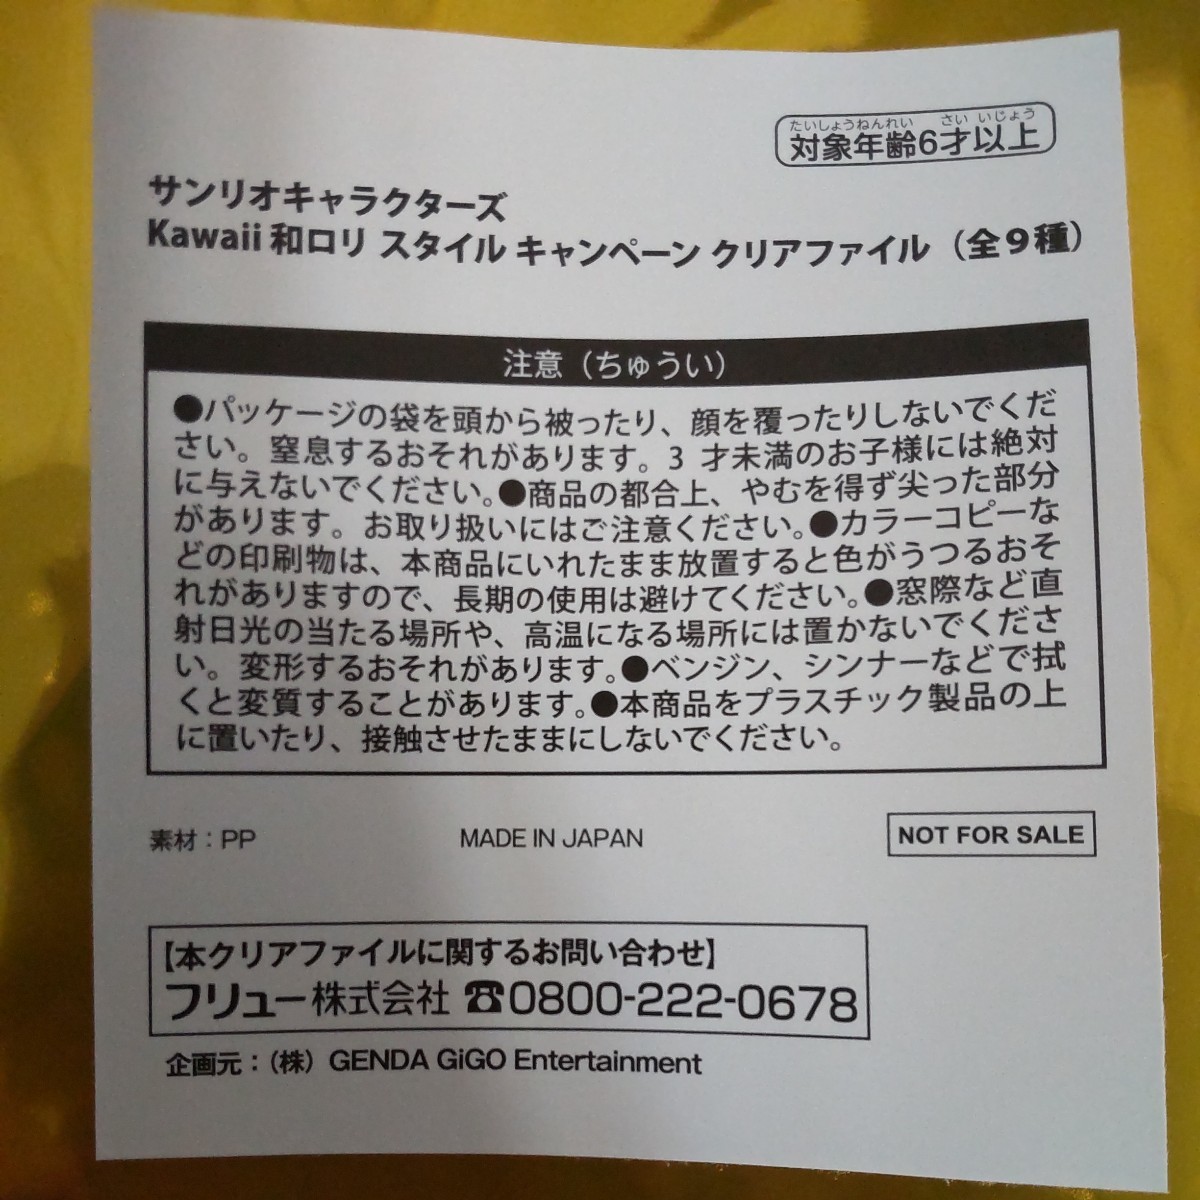 たいしょうねんれい さい いじょう
対象年齢6才以上
サンリオキャラクターズ
Kawaii 和ロリ スタイル キャンペーン クリアファイル（全9種）
注意（ちゅうい）
●パッケージの袋を頭から被ったり、顔を覆ったりしないでくだ
さい。窒息するおそれがあります。3 才未満のお子様には絶対
に与えないでください。●商品の都合上、やむを得ず尖った部分
があります。お取り扱いにはご注意ください。●カラーコピーな
どの印刷物は、本商品にいれたまま放置すると色がうつるおそ
れがありますので、長期の使用は避けてください。●窓際など直
射日光の当たる場所や、高温になる場所には置かないでくださ
い。変形するおそれがあります。●ベンジン、シンナーなどで拭
くと変質することがあります。●本商品をプラスチック製品の上
に置いたり、接触させたままにしないでください。
素材：PP MADE IN JAPAN NOT FOR SALE
【本クリアファイルに関するお問い合わせ】
フリュー株式会社 ☎0800-222-0678
企画元：（株）GENDA GiGO Entertainment